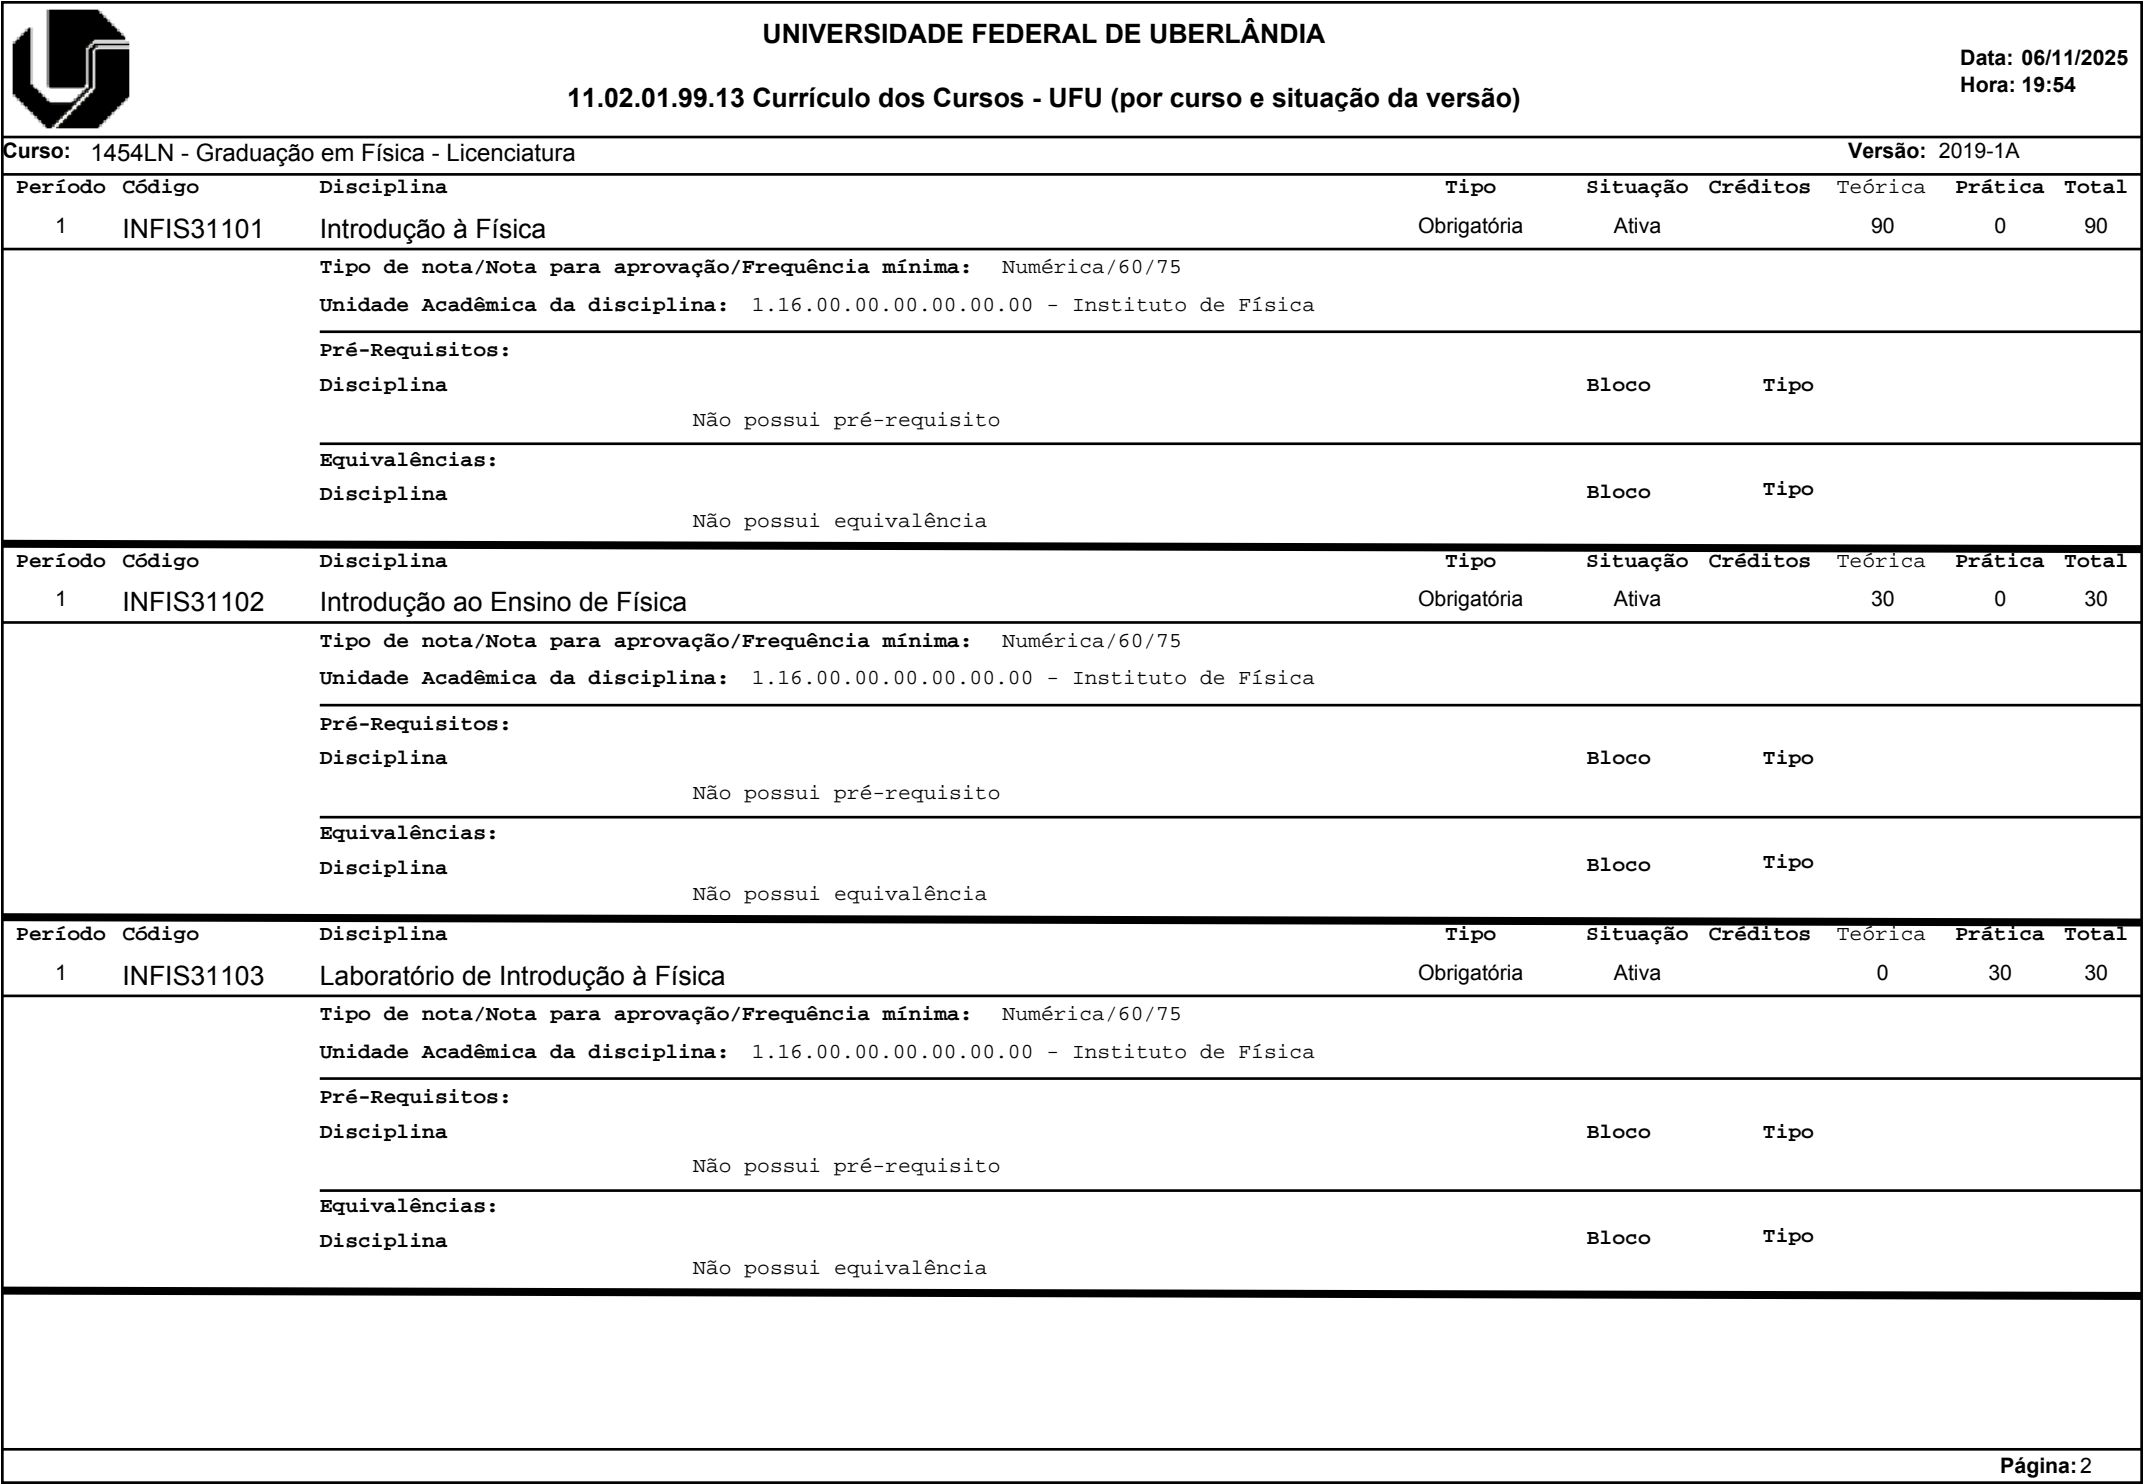 UNIVERSIDADE FEDERAL DE UBERLÂNDIA
Data: 06/11/2025
Hora: 19:54
11.02.01.99.13 Currículo dos Cursos - UFU (por curso e situação da versão)
Curso: 1454LN - Graduação em Física - Licenciatura Versão: 2019-1A
Período Código Disciplina Tipo Situação Créditos Teórica Prática Total
1 INFIS31101 Introdução à Física Obrigatória Ativa 90 0 90
Tipo de nota/Nota para aprovação/Frequência mínima: Numérica/60/75
Unidade Acadêmica da disciplina: 1.16.00.00.00.00.00.00 - Instituto de Física
Pré-Requisitos:
Disciplina Bloco Tipo
Não possui pré-requisito
Equivalências:
Disciplina Bloco Tipo
Não possui equivalência
Período Código Disciplina Tipo Situação Créditos Teórica Prática Total
1 INFIS31102 Introdução ao Ensino de Física Obrigatória Ativa 30 0 30
Tipo de nota/Nota para aprovação/Frequência mínima: Numérica/60/75
Unidade Acadêmica da disciplina: 1.16.00.00.00.00.00.00 - Instituto de Física
Pré-Requisitos:
Disciplina Bloco Tipo
Não possui pré-requisito
Equivalências:
Disciplina Bloco Tipo
Não possui equivalência
Período Código Disciplina Tipo Situação Créditos Teórica Prática Total
1 INFIS31103 Laboratório de Introdução à Física Obrigatória Ativa 0 30 30
Tipo de nota/Nota para aprovação/Frequência mínima: Numérica/60/75
Unidade Acadêmica da disciplina: 1.16.00.00.00.00.00.00 - Instituto de Física
Pré-Requisitos:
Disciplina Bloco Tipo
Não possui pré-requisito
Equivalências:
Disciplina Bloco Tipo
Não possui equivalência
Página: 2